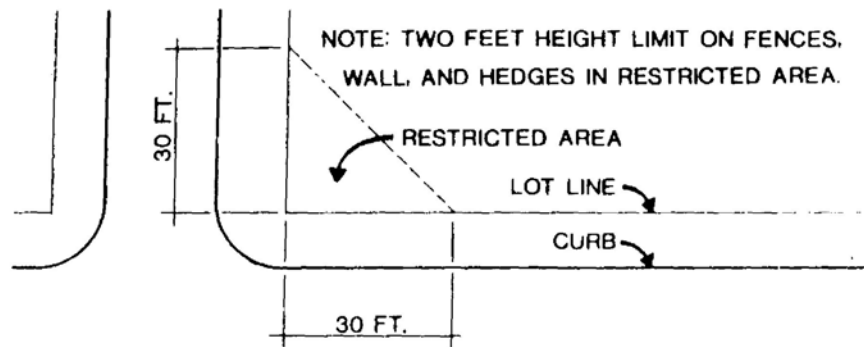 NOTE: TWO FEET HEIGHT LIMIT ON FENCES,
WALL, AND HEDGES IN RESTRICTED AREA.
30 FT.
RESTRICTED AREA
LOT LINE
CURB
30 FT.